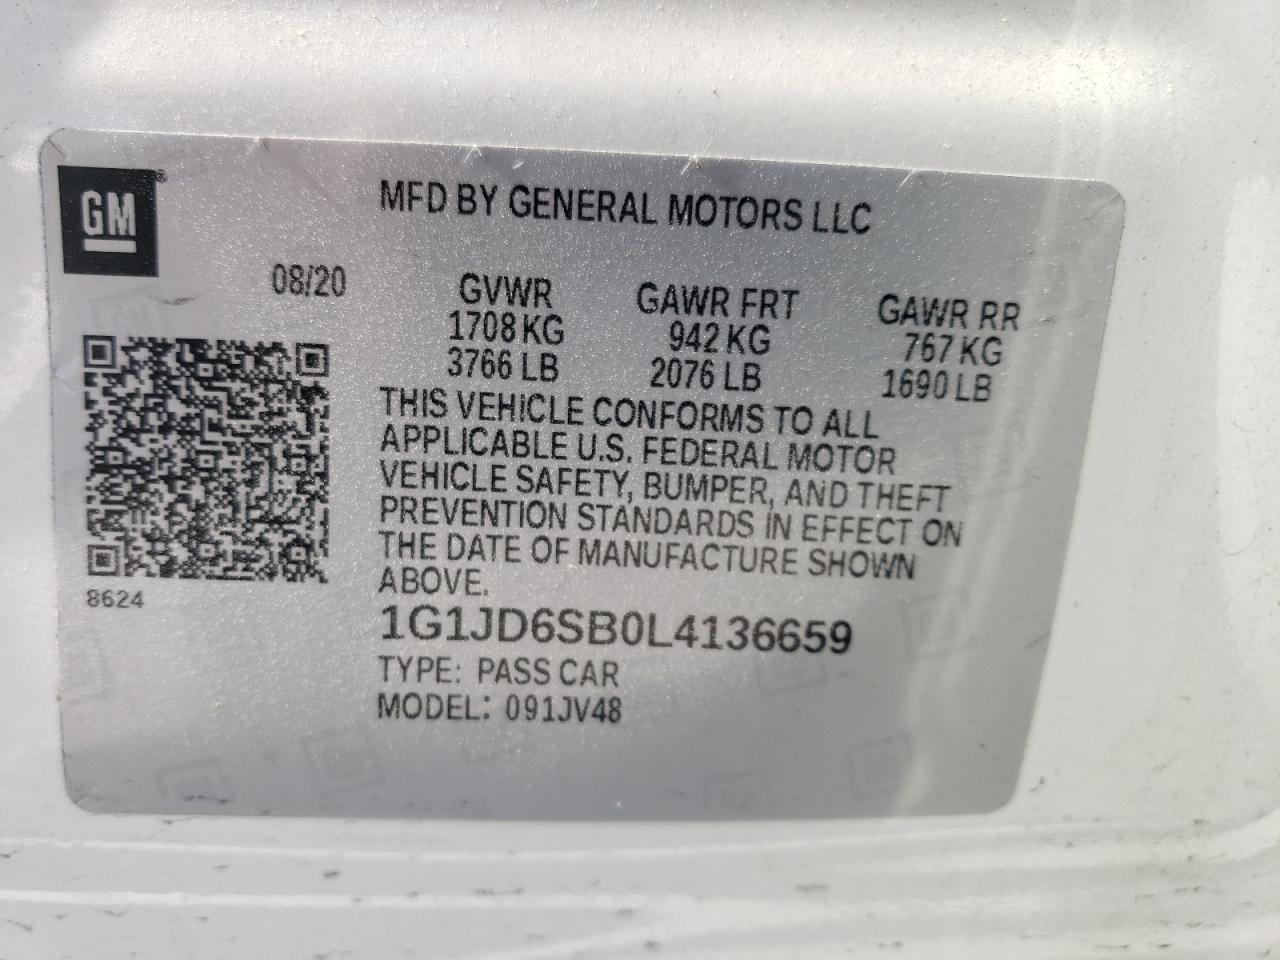 GM
MFD BY GENERAL MOTORS LLC
08/20
GVWR GAWR FRT GAWR RR
1708 KG 942 KG 767 KG
3766 LB 2076 LB 1690 LB
THIS VEHICLE CONFORMS TO ALL
APPLICABLE U.S. FEDERAL MOTOR
VEHICLE SAFETY, BUMPER, AND THEFT
PREVENTION STANDARDS IN EFFECT ON
THE DATE OF MANUFACTURE SHOWN
ABOVE.
8624
1G1JD6SB0L4136659
TYPE: PASS CAR
MODEL: 091JV48